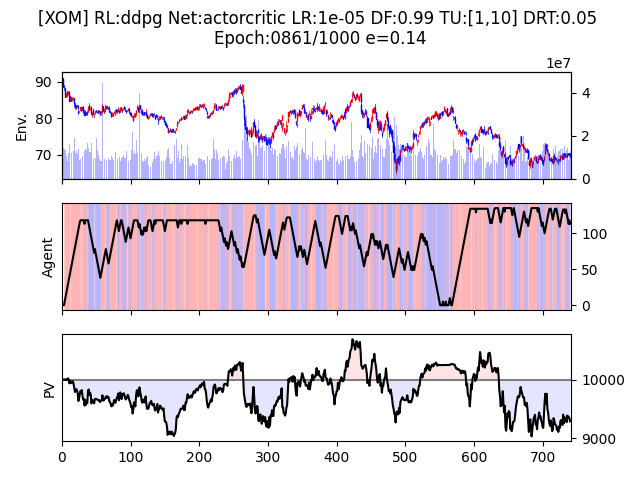 [XOM] RL:ddpg Net:actorcritic LR:1e-05 DF:0.99 TU:[1,10] DRT:0.05
Epoch:0861/1000 e=0.14
1e7
90
80
70
Env.
4
2
0
Agent
100
50
0
PV
10000
9000
0 100 200 300 400 500 600 700